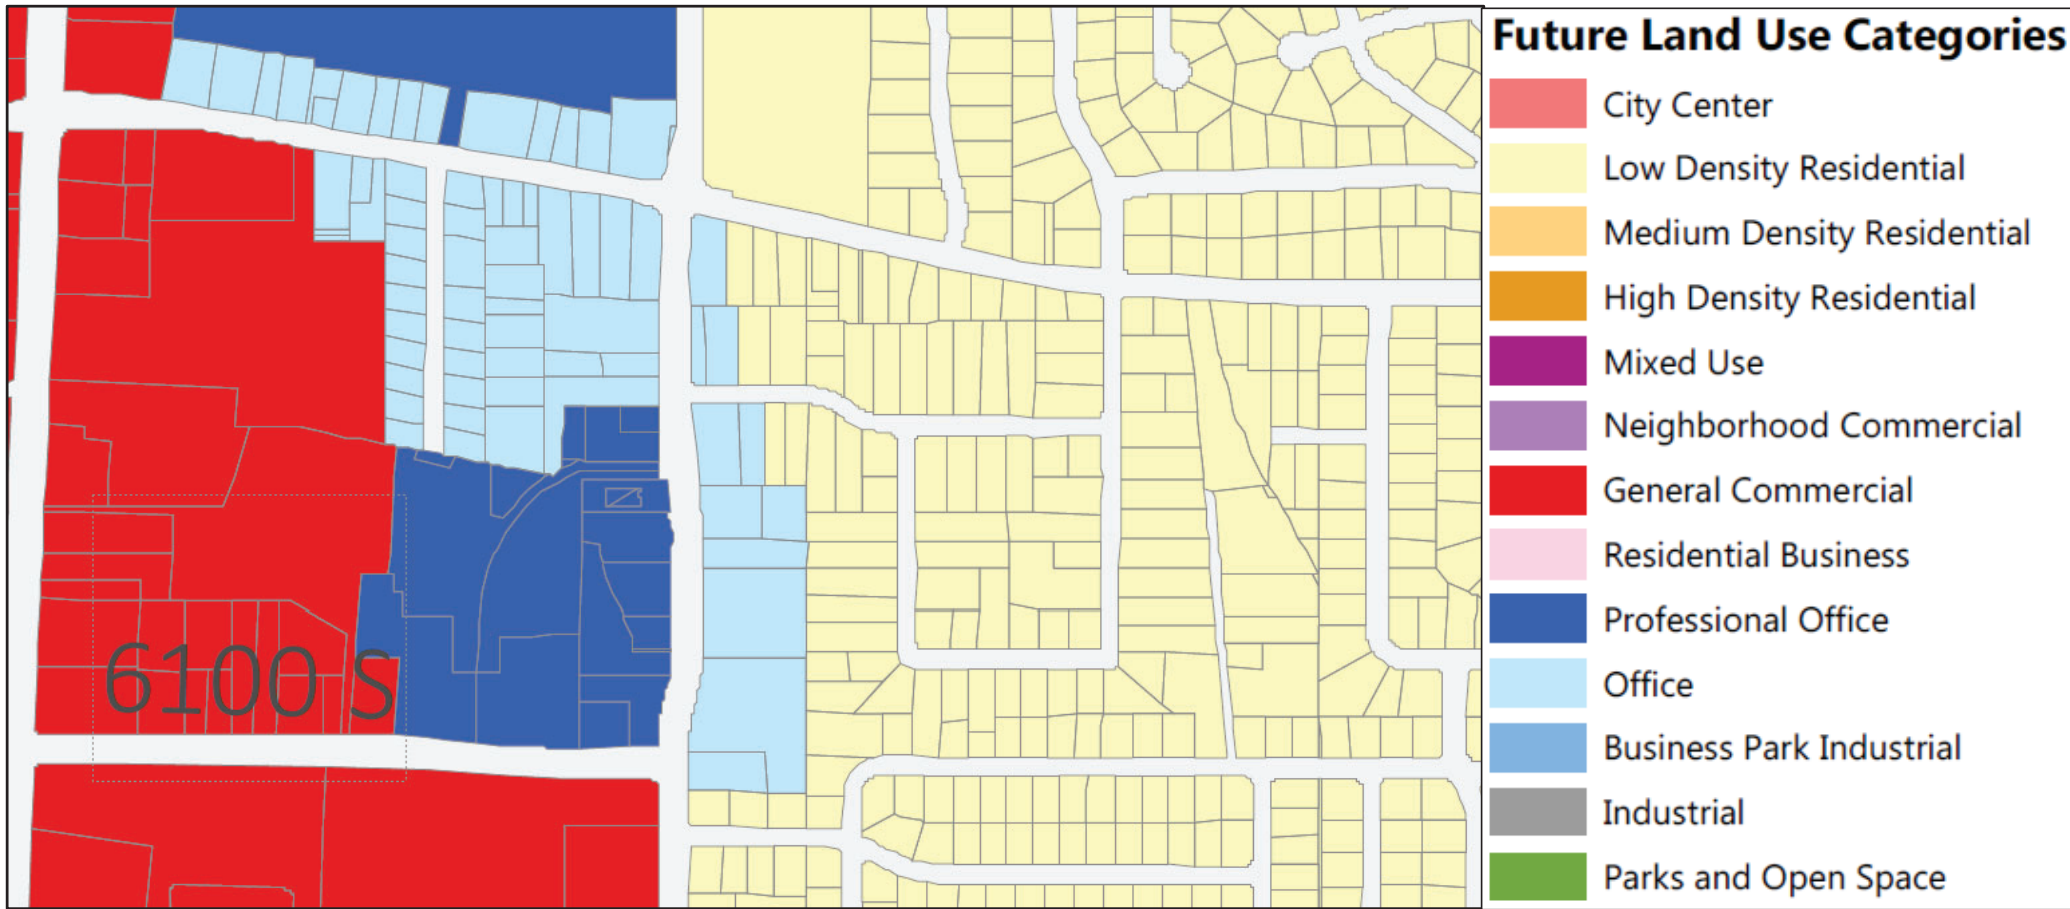 Future Land Use Categories
City Center
Low Density Residential
Medium Density Residential
High Density Residential
Mixed Use
Neighborhood Commercial
General Commercial
Residential Business
Professional Office
Office
Business Park Industrial
Industrial
Parks and Open Space
6100 S